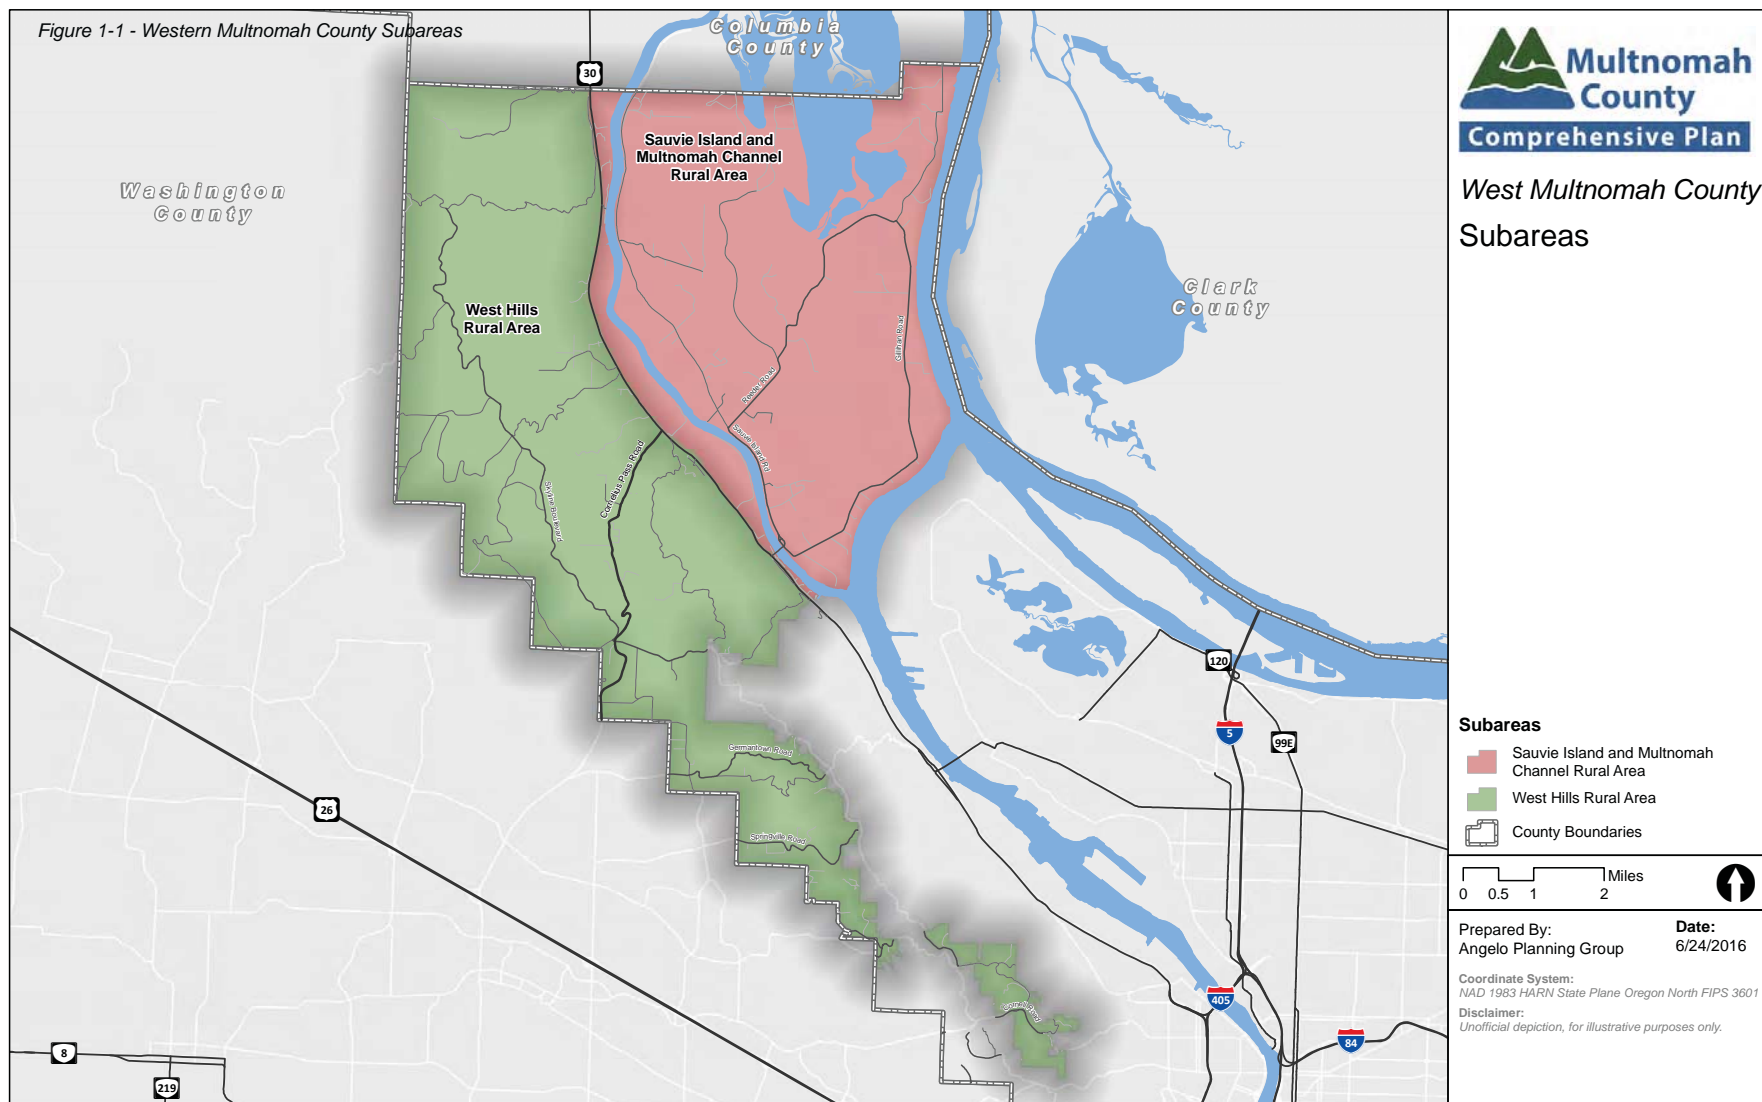 Figure 1-1 - Western Multnomah County Subareas
Columbia
County
30
Sauvie Island and
Multnomah Channel
Rural Area
Washington
County
West Hills
Rural Area
Clark
County
Gillihan Road
Reeder Road
Sauvie Island Rd
Cornelius Pass Road
Skyline Boulevard
120
5
99E
Germantown Road
26
Springville Road
Cornell Road
405
84
8
219
Multnomah
County
Comprehensive Plan
West Multnomah County
Subareas
Subareas
Sauvie Island and Multnomah
Channel Rural Area
West Hills Rural Area
County Boundaries
Miles
0 0.5 1 2
Prepared By:
Angelo Planning Group
Date:
6/24/2016
Coordinate System:
NAD 1983 HARN State Plane Oregon North FIPS 3601
Disclaimer:
Unofficial depiction, for illustrative purposes only.